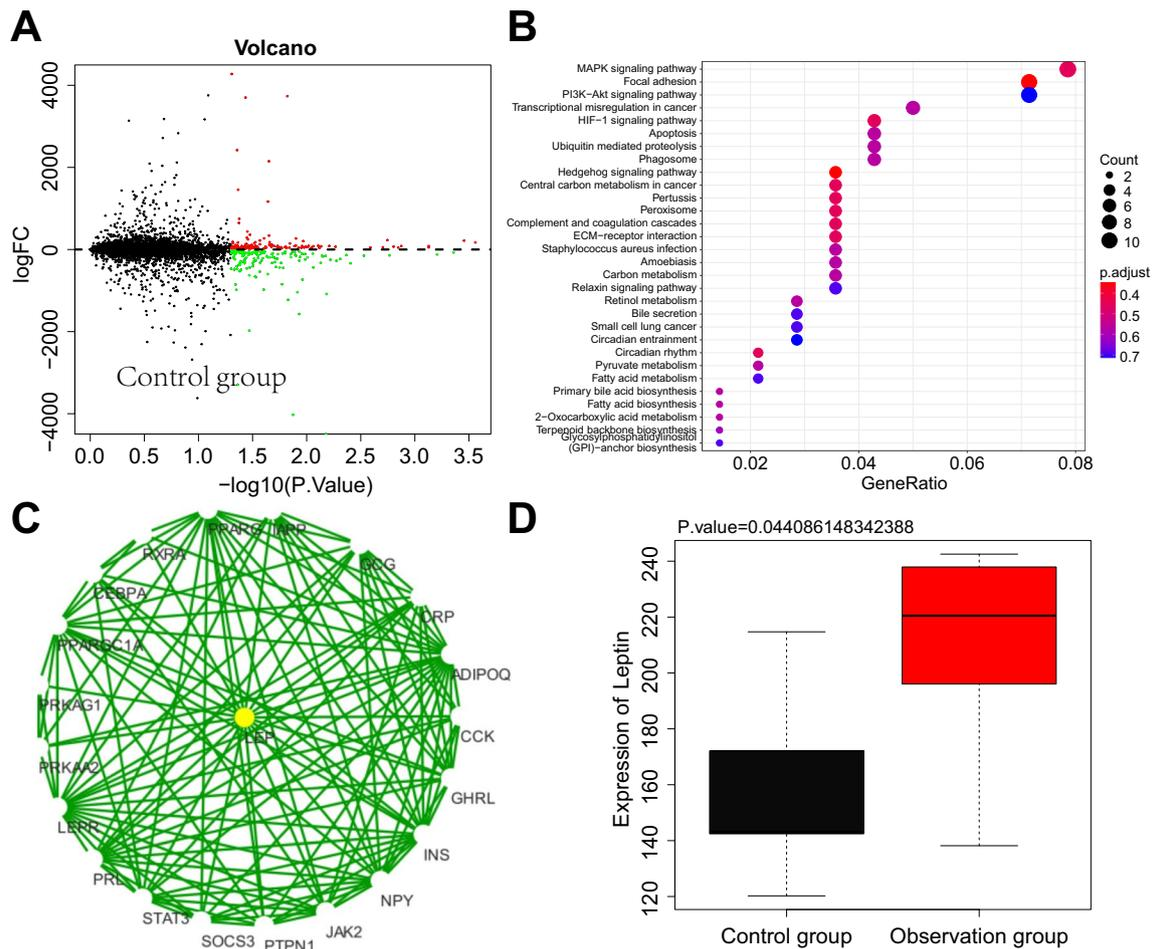 A
Volcano
logFC
4000
2000
0
−2000
−4000
Control group
0.0 0.5 1.0 1.5 2.0 2.5 3.0 3.5
−log10(P.Value)
B
MAPK signaling pathway
Focal adhesion
PI3K−Akt signaling pathway
Transcriptional misregulation in cancer
HIF−1 signaling pathway
Apoptosis
Ubiquitin mediated proteolysis
Phagosome
Hedgehog signaling pathway
Central carbon metabolism in cancer
Pertussis
Peroxisome
Complement and coagulation cascades
ECM−receptor interaction
Staphylococcus aureus infection
Amoebiasis
Carbon metabolism
Relaxin signaling pathway
Retinol metabolism
Bile secretion
Small cell lung cancer
Circadian entrainment
Circadian rhythm
Pyruvate metabolism
Fatty acid metabolism
Primary bile acid biosynthesis
Fatty acid biosynthesis
2−Oxocarboxylic acid metabolism
Terpenoid backbone biosynthesis
Glycosylphosphatidylinositol
(GPI)−anchor biosynthesis
0.02 0.04 0.06 0.08
GeneRatio
Count
2
4
6
8
10
p.adjust
0.4
0.5
0.6
0.7
C
PPARG
IAPP
RXRA
GCG
CEBPA
CRP
PPARGC1A
ADIPOQ
PRKAG1
LEP
CCK
PRKAA2
GHRL
LEPR
INS
PRL
NPY
STAT3
JAK2
SOCS3
PTPN1
D
P.value=0.044086148342388
Expression of Leptin
240
220
200
180
160
140
120
Control group
Observation group